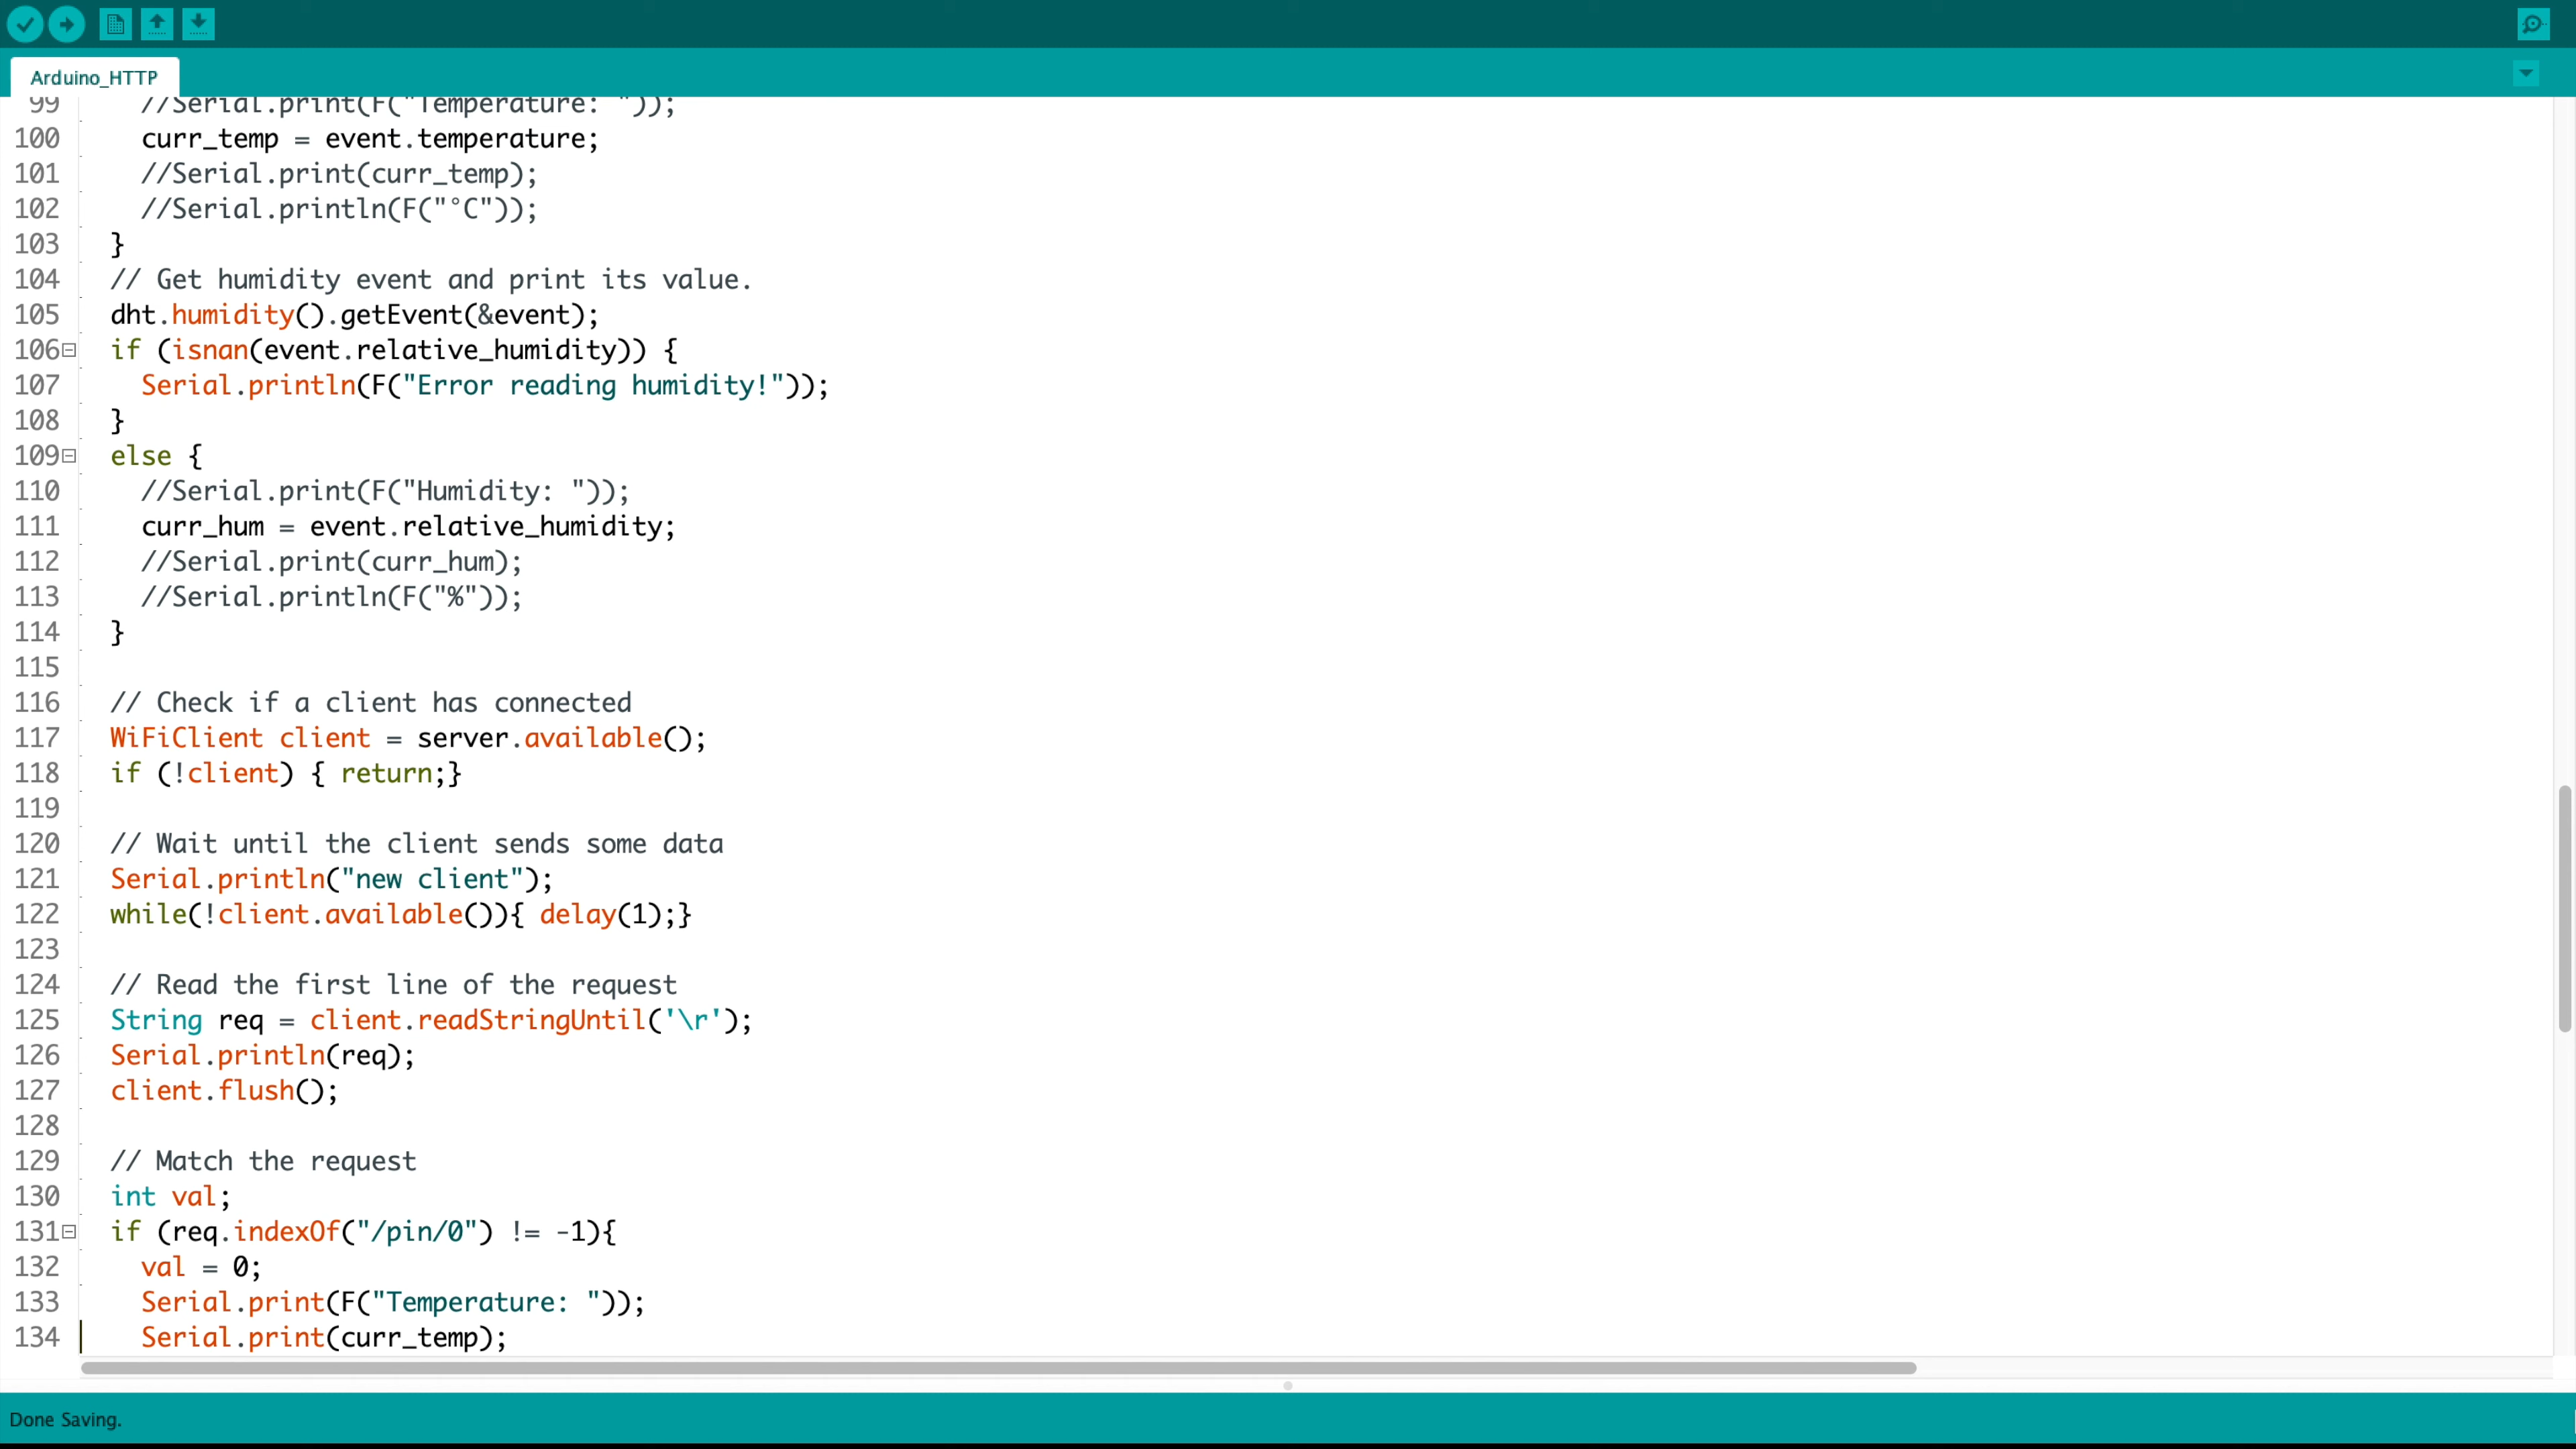 Arduino_HTTP
99 //Serial.print(F("Temperature: "));
100 curr_temp = event.temperature;
101 //Serial.print(curr_temp);
102 //Serial.println(F("°C"));
103 }
104 // Get humidity event and print its value.
105 dht.humidity().getEvent(&event);
106 if (isnan(event.relative_humidity)) {
107 Serial.println(F("Error reading humidity!"));
108 }
109 else {
110 //Serial.print(F("Humidity: "));
111 curr_hum = event.relative_humidity;
112 //Serial.print(curr_hum);
113 //Serial.println(F("%"));
114 }
115
116 // Check if a client has connected
117 WiFiClient client = server.available();
118 if (!client) { return;}
119
120 // Wait until the client sends some data
121 Serial.println("new client");
122 while(!client.available()){ delay(1);}
123
124 // Read the first line of the request
125 String req = client.readStringUntil('\r');
126 Serial.println(req);
127 client.flush();
128
129 // Match the request
130 int val;
131 if (req.indexOf("/pin/0") != -1){
132 val = 0;
133 Serial.print(F("Temperature: "));
134 Serial.print(curr_temp);
Done Saving.